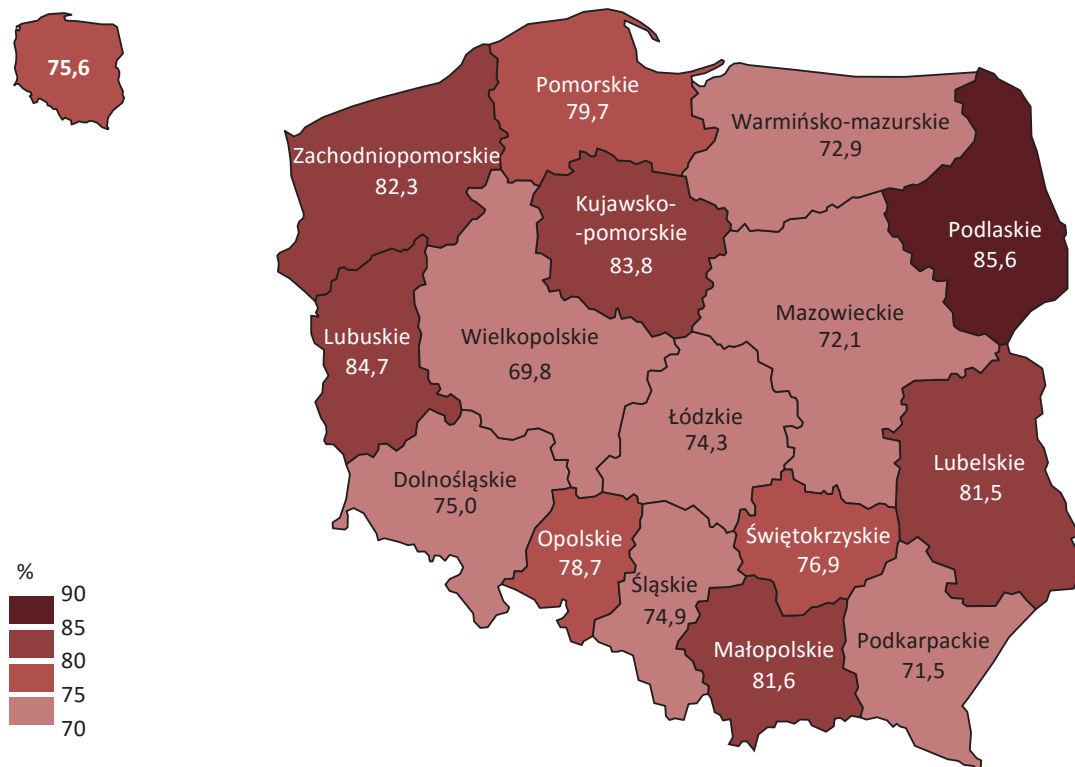 75,6
Pomorskie
79,7
Warmińsko-mazurskie
72,9
Zachodniopomorskie
82,3
Kujawsko-
-pomorskie
83,8
Podlaskie
85,6
Mazowieckie
72,1
Lubuskie
84,7
Wielkopolskie
69,8
Łódzkie
74,3
Lubelskie
81,5
Dolnośląskie
75,0
Opolskie
78,7
Świętokrzyskie
76,9
Śląskie
74,9
Małopolskie
81,6
Podkarpackie
71,5
%
90
85
80
75
70